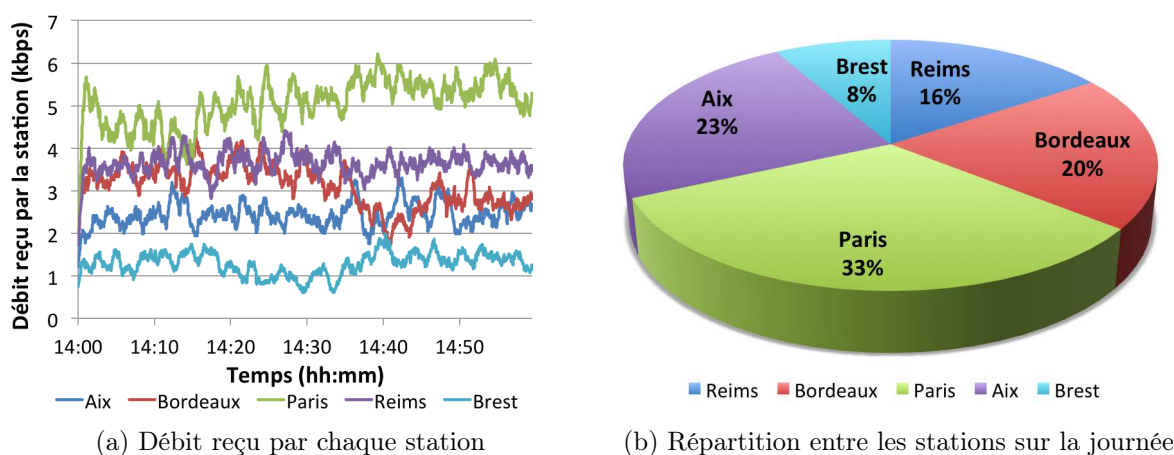 Débit reçu par la station (kbps)
7
6
5
4
3
2
1
0
14:00 14:10 14:20 14:30 14:40 14:50
Temps (hh:mm)
Aix Bordeaux Paris Reims Brest
(a) Débit reçu par chaque station
Brest
8%
Reims
16%
Aix
23%
Bordeaux
20%
Paris
33%
Reims Bordeaux Paris Aix Brest
(b) Répartition entre les stations sur la journée